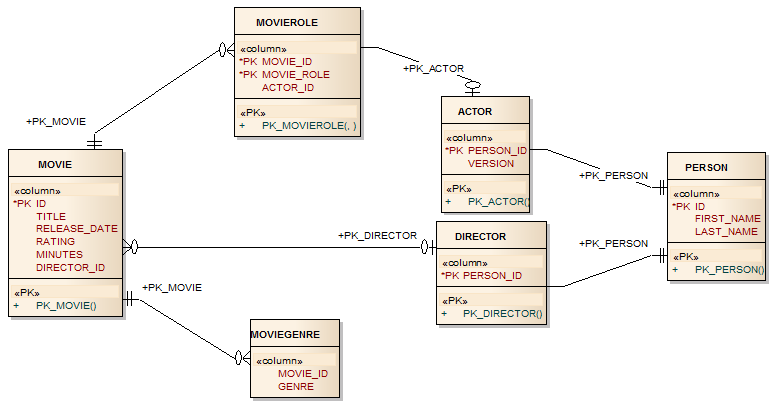 MOVIEROLE
«column»
*PK MOVIE_ID
*PK MOVIE_ROLE
ACTOR_ID
«PK»
+ PK_MOVIEROLE(, )
+PK_ACTOR
+PK_MOVIE
ACTOR
«column»
*PK PERSON_ID
VERSION
«PK»
+ PK_ACTOR()
+PK_PERSON
PERSON
«column»
*PK ID
FIRST_NAME
LAST_NAME
«PK»
+ PK_PERSON()
MOVIE
«column»
*PK ID
TITLE
RELEASE_DATE
RATING
MINUTES
DIRECTOR_ID
«PK»
+ PK_MOVIE()
+PK_DIRECTOR
DIRECTOR
«column»
*PK PERSON_ID
«PK»
+ PK_DIRECTOR()
+PK_PERSON
+PK_MOVIE
MOVIEGENRE
«column»
MOVIE_ID
GENRE